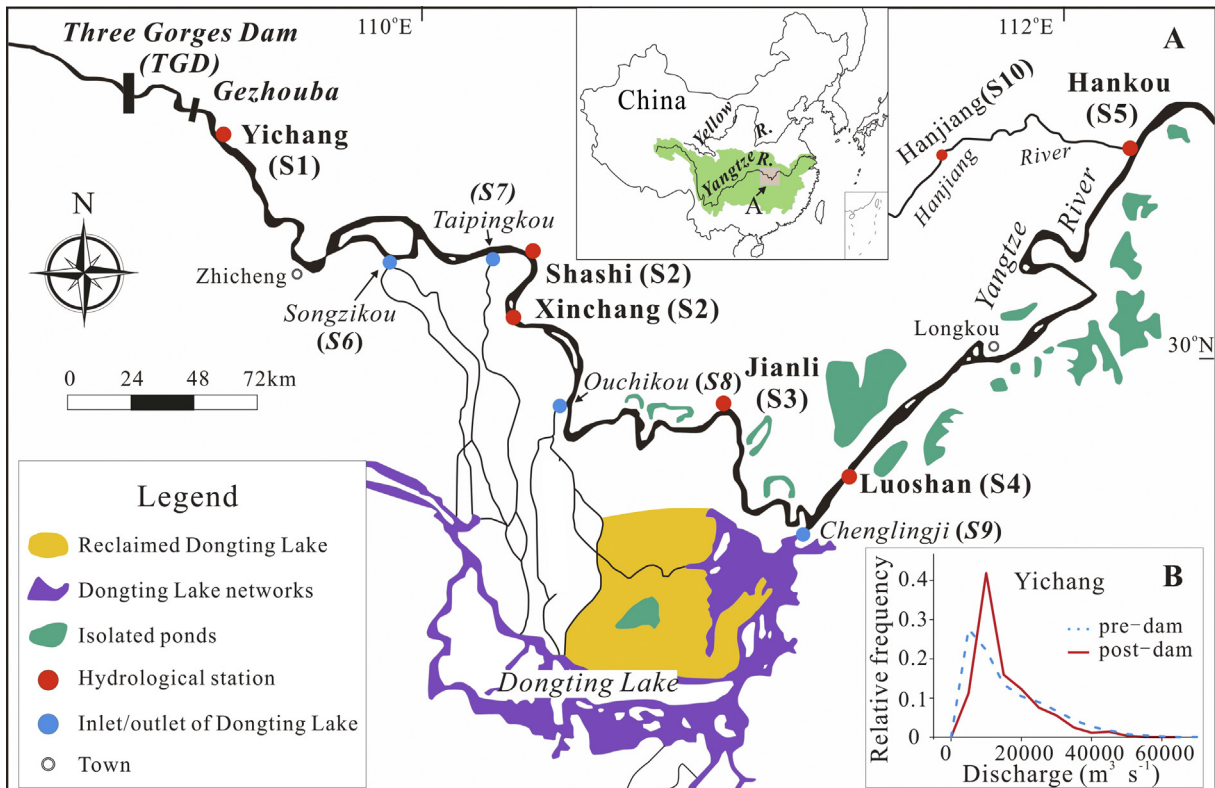 110°E
112°E
A
Three Gorges Dam
(TGD)
Gezhouba
Yichang
(S1)
China
Yellow
R.
Yangtze R.
A
Hanjiang(S10)
Hankou
(S5)
Hanjiang
River
Yangtze
River
N
(S7)
Taipingkou
Zhicheng
Shashi (S2)
Songzikou
(S6)
Xinchang (S2)
Longkou
30°N
0 24 48 72km
Ouchikou (S8)
Jianli
(S3)
Luoshan (S4)
Chenglingji (S9)
Dongting Lake
Legend
Reclaimed Dongting Lake
Dongting Lake networks
Isolated ponds
Hydrological station
Inlet/outlet of Dongting Lake
Town
B
Yichang
pre-dam
post-dam
Relative frequency
0.4
0.3
0.2
0.1
0
0 20000 40000 60000
Discharge (m³ s⁻¹)